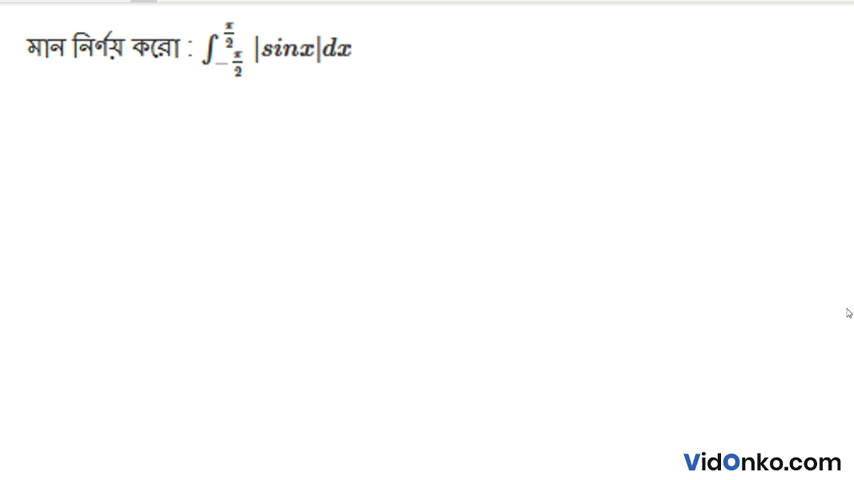 মান নির্ণয় করো : ∫_{-π/2}^{π/2} |sinx|dx
VidOnko.com